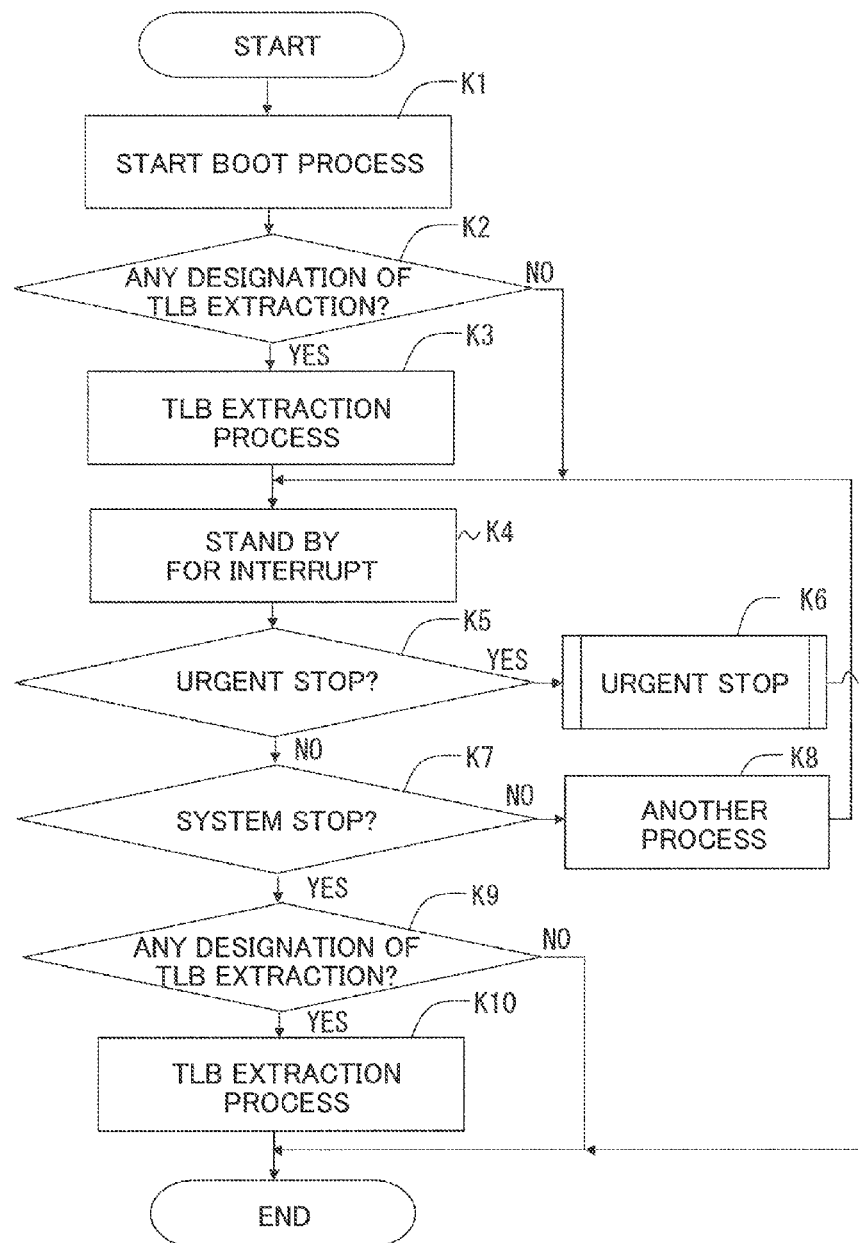 START
K1
START BOOT PROCESS
K2
ANY DESIGNATION OF
TLB EXTRACTION?
NO
YES
K3
TLB EXTRACTION
PROCESS
STAND BY
FOR INTERRUPT
K4
K5
URGENT STOP?
YES
K6
URGENT STOP
NO
K7
SYSTEM STOP?
NO
K8
ANOTHER
PROCESS
YES
K9
ANY DESIGNATION OF
TLB EXTRACTION?
NO
YES
K10
TLB EXTRACTION
PROCESS
END